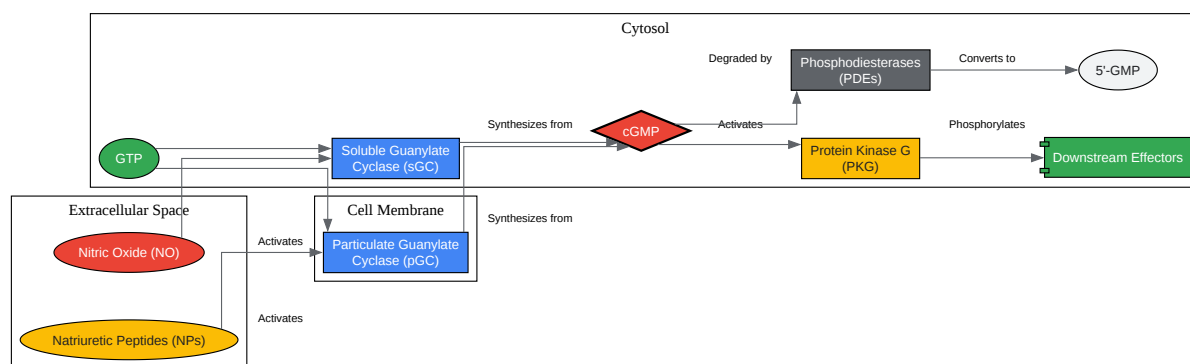 Cytosol
Degraded by
Phosphodiesterases
(PDEs)
Converts to
5'-GMP
Synthesizes from
cGMP
Activates
Phosphorylates
GTP
Soluble Guanylate
Cyclase (sGC)
Protein Kinase G
(PKG)
Downstream Effectors
Extracellular Space
Cell Membrane
Synthesizes from
Nitric Oxide (NO)
Activates
Particulate Guanylate
Cyclase (pGC)
Activates
Natriuretic Peptides (NPs)